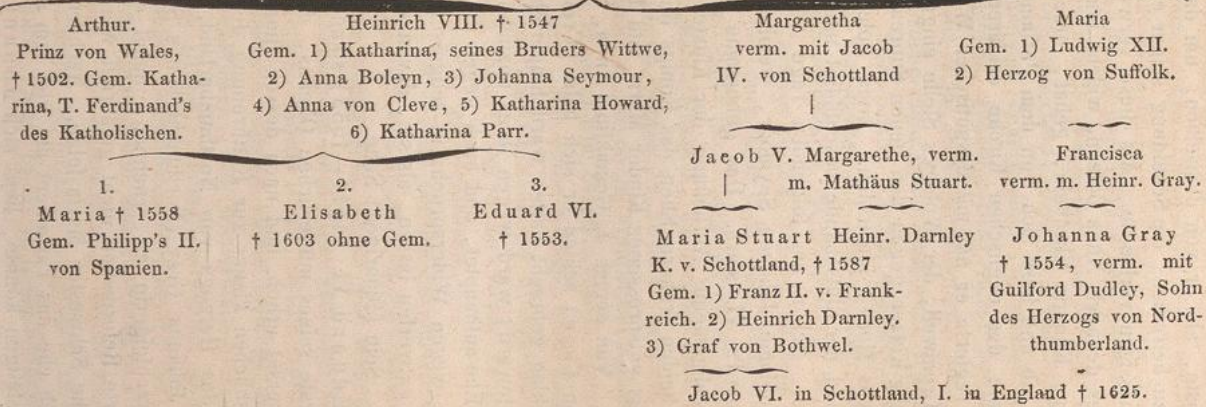 Arthur.
Prinz von Wales,
† 1502. Gem. Katha-
rina, T. Ferdinand's
des Katholischen.
Heinrich VIII. † 1547
Gem. 1) Katharina, seines Bruders Wittwe,
2) Anna Boleyn, 3) Johanna Seymour,
4) Anna von Cleve, 5) Katharina Howard,
6) Katharina Parr.
Margaretha
verm. mit Jacob
IV. von Schottland
Maria
Gem. 1) Ludwig XII.
2) Herzog von Suffolk.
1.
Maria † 1558
Gem. Philipp's II.
von Spanien.
2.
Elisabeth
† 1603 ohne Gem.
3.
Eduard VI.
† 1553.
Jacob V. Margarethe, verm.
m. Mathäus Stuart.
Francisca
verm. m. Heinr. Gray.
Maria Stuart
K. v. Schottland, † 1587
Gem. 1) Franz II. v. Frank-
reich. 2) Heinrich Darnley.
3) Graf von Bothwel.
Heinr. Darnley
Johanna Gray
† 1554, verm. mit
Guilford Dudley, Sohn
des Herzogs von Nord-
thumberland.
Jacob VI. in Schottland, I. in England † 1625.